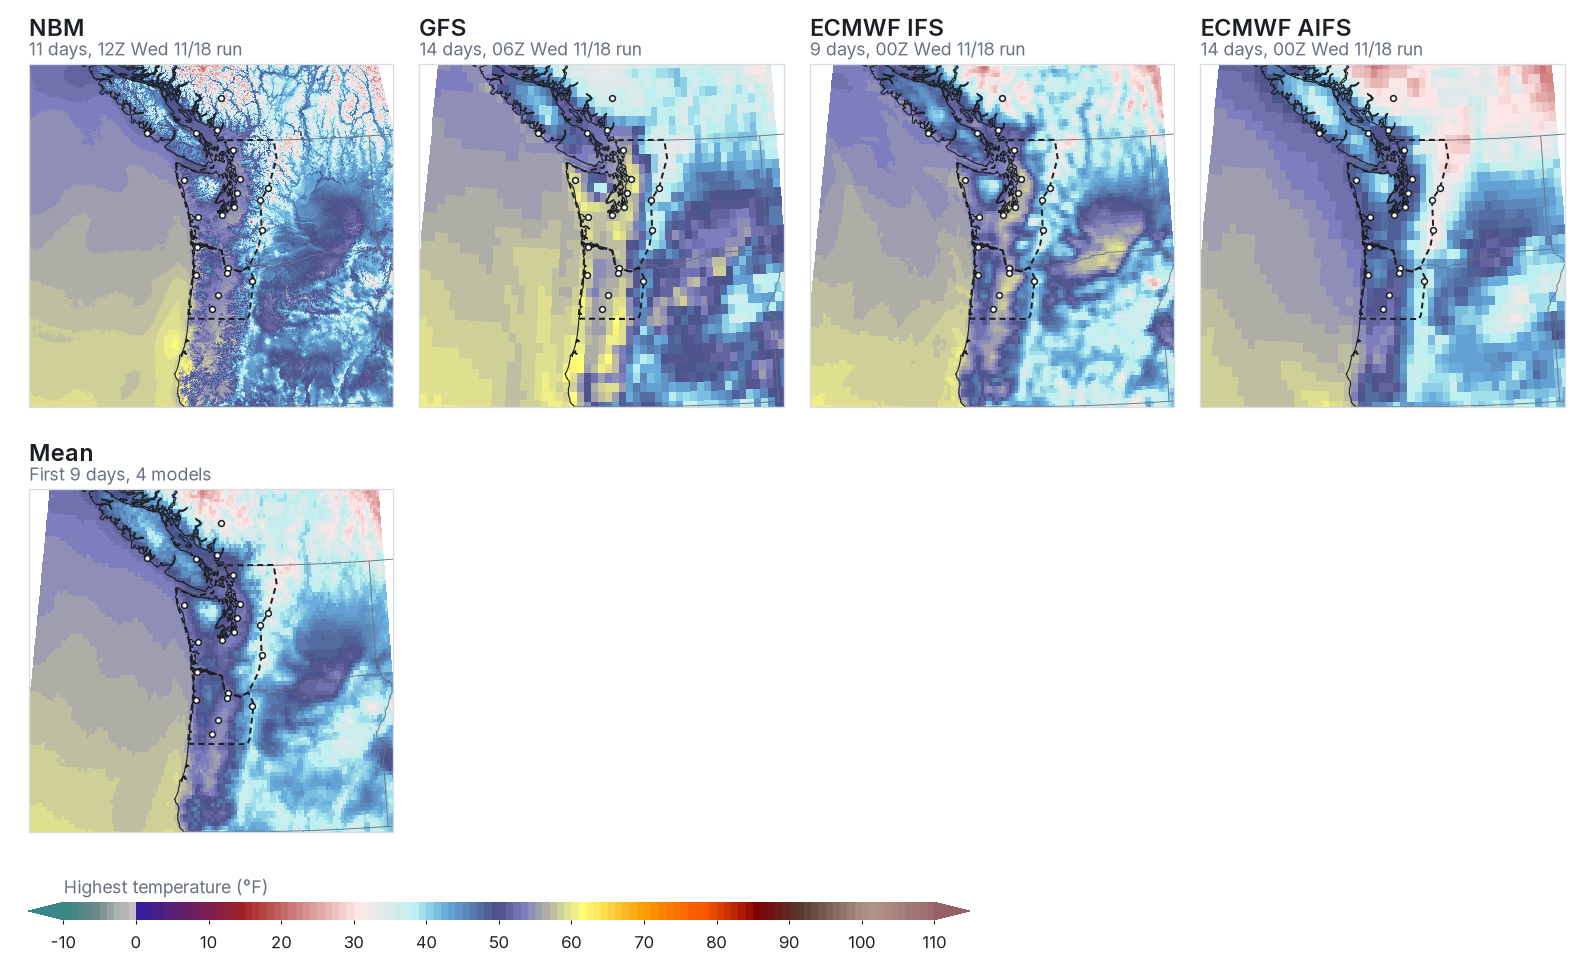 NBM
11 days, 12Z Wed 11/18 run
GFS
14 days, 06Z Wed 11/18 run
ECMWF IFS
9 days, 00Z Wed 11/18 run
ECMWF AIFS
14 days, 00Z Wed 11/18 run
Mean
First 9 days, 4 models
Highest temperature (°F)
-10 0 10 20 30 40 50 60 70 80 90 100 110